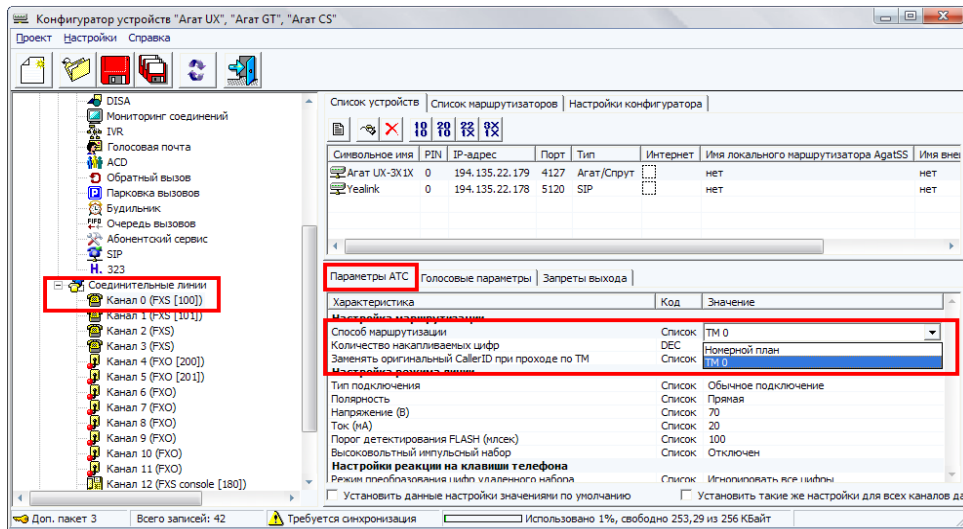 Конфигуратор устройств "Агат UX", "Агат GT", "Агат CS"
Проект Настройки Справка
DISA
Мониторинг соединений
IVR
Голосовая почта
ACD
Обратный вызов
Парковка вызовов
Будильник
Очередь вызовов
Абонентский сервис
SIP
H. 323
Соединительные линии
Канал 0 (FXS [100])
Канал 1 (FXS [101])
Канал 2 (FXS)
Канал 3 (FXS)
Канал 4 (FXO [200])
Канал 5 (FXO [201])
Канал 6 (FXO)
Канал 7 (FXO)
Канал 8 (FXO)
Канал 9 (FXO)
Канал 10 (FXO)
Канал 11 (FXO)
Канал 12 (FXS console [180])
Список устройств Список маршрутизаторов Настройки конфигуратора
Символьное имя PIN IP-адрес Порт Тип Интернет Имя локального маршрутизатора AgatSS Имя вне
Агат UX-3X1X 0 194.135.22.179 4127 Агат/Спрут нет нет
Yealink 0 194.135.22.178 5120 SIP нет нет
Параметры АТС Голосовые параметры Запреты выхода
Характеристика Код Значение
Настройка маршрутизации
Способ маршрутизации Список ТМ 0
Количество накапливаемых цифр DEC
Номерной план
Заменять оригинальный CallerID при проходе по ТМ Список ТМ 0
Настройка режима линии
Тип подключения Список Обычное подключение
Полярность Список Прямая
Напряжение (В) Список 70
Ток (мА) Список 20
Порог детектирования FLASH (млсек) Список 100
Высоковольтный импульсный набор Список Отключен
Настройки реакции на клавиши телефона
Режим преобразования цифр удаленного набора Список Игнорировать все цифры
Установить данные настройки значениями по умолчанию Установить такие же настройки для всех каналов да
Доп. пакет 3 Всего записей: 42 Требуется синхронизация Использовано 1%, свободно 253,29 из 256 КБайт